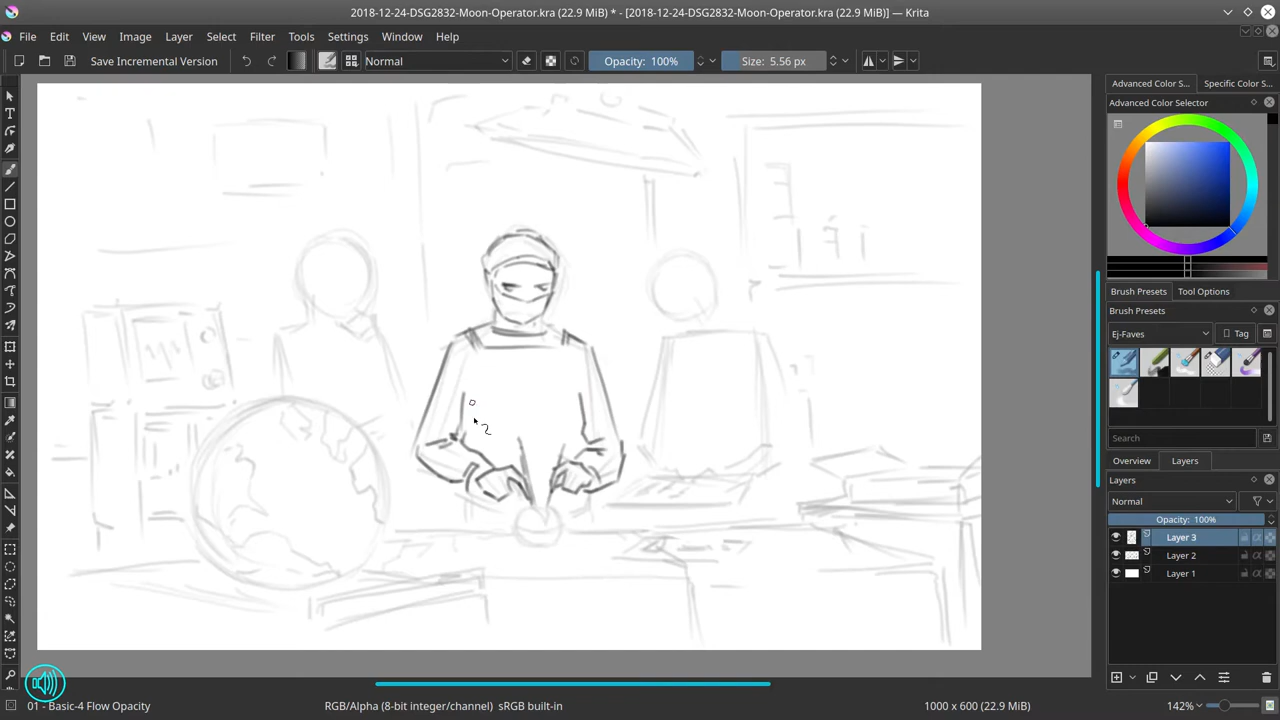 2018-12-24-DSG2832-Moon-Operator.kra (22.9 MiB) * - [2018-12-24-DSG2832-Moon-Operator.kra (22.9 MiB)] — Krita
File Edit View Image Layer Select Filter Tools Settings Window Help
Save Incremental Version Normal Opacity: 100% Size: 5.56 px
Advanced Color S... Specific Color S...
Advanced Color Selector
Brush Presets Tool Options
Brush Presets
Ej-Faves Tag
Search
Overview Layers
Layers
Normal
Opacity: 100%
Layer 3
Layer 2
Layer 1
01 - Basic-4 Flow Opacity RGB/Alpha (8-bit integer/channel) sRGB built-in 1000 x 600 (22.9 MiB) 142%